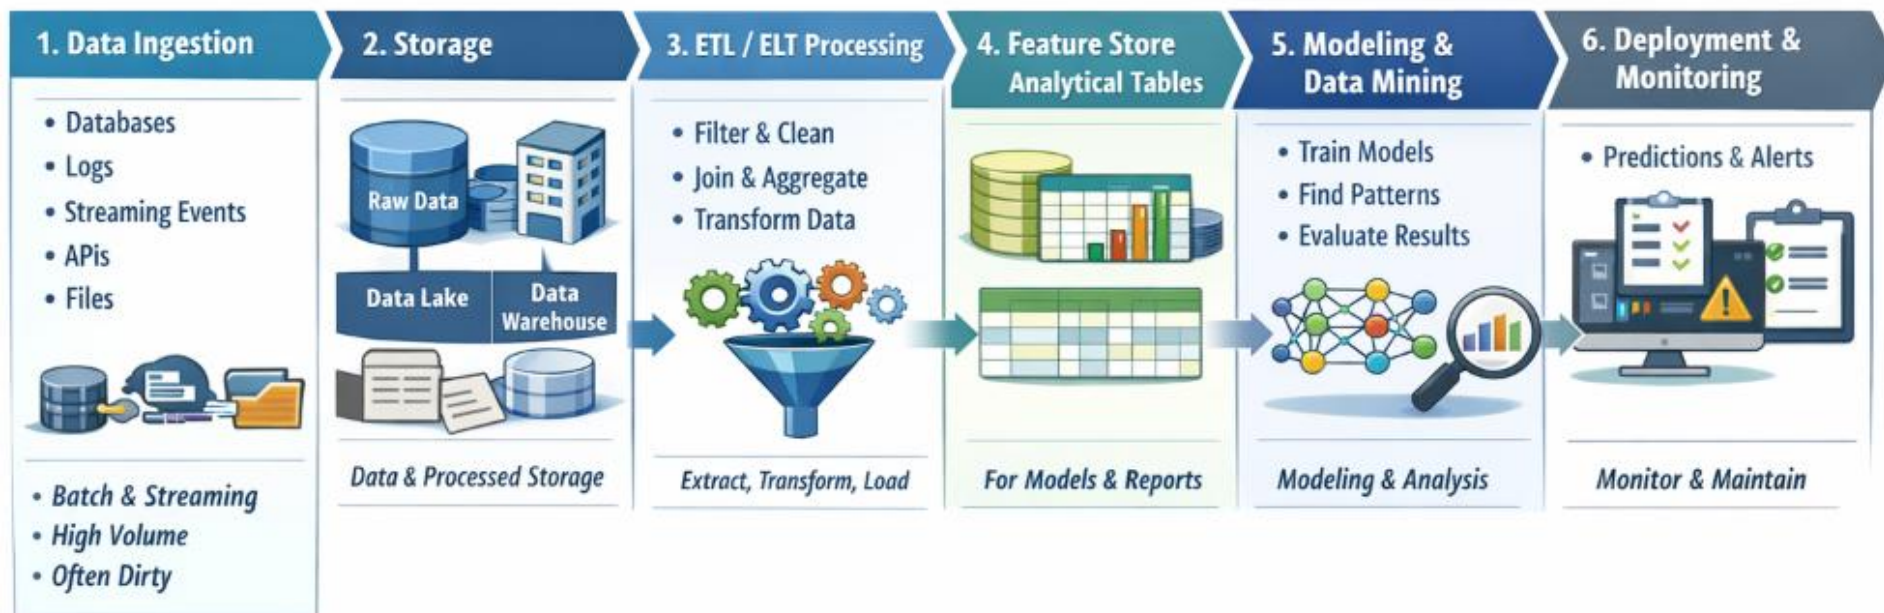 1. Data Ingestion
• Databases
• Logs
• Streaming Events
• APis
• Files
• Batch & Streaming
• High Volume
• Often Dirty
2. Storage
Raw Data
Data Lake
Data
Warehouse
Data & Processed Storage
3. ETL / ELT Processing
• Filter & Clean
• Join & Aggregate
• Transform Data
Extract, Transform, Load
4. Feature Store
Analytical Tables
For Models & Reports
5. Modeling &
Data Mining
• Train Models
• Find Patterns
• Evaluate Results
Modeling & Analysis
6. Deployment &
Monitoring
• Predictions & Alerts
Monitor & Maintain